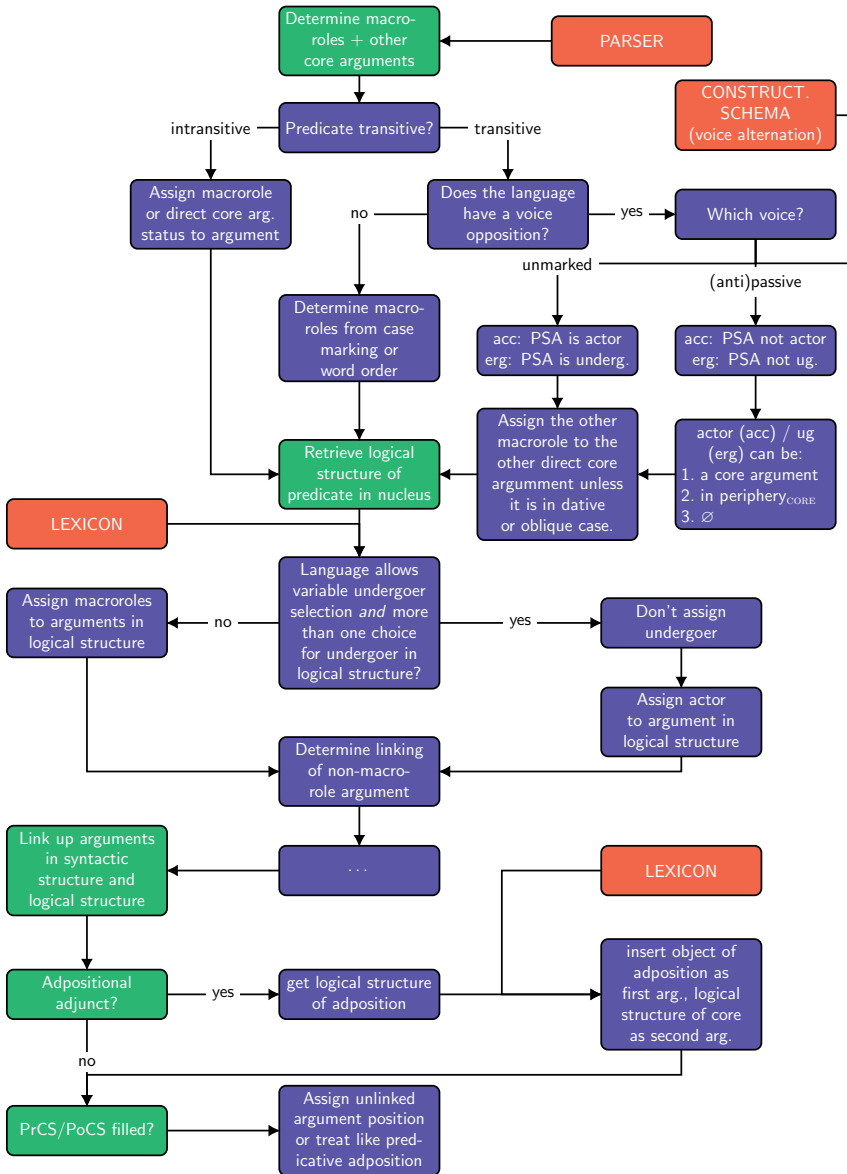 Determine macro-
roles + other
core arguments
PARSER
CONSTRUCT.
SCHEMA
(voice alternation)
intransitive
Predicate transitive?
transitive
Assign macrorole
or direct core arg.
status to argument
no
Does the language
have a voice
opposition?
yes
Which voice?
unmarked
(anti)passive
Determine macro-
roles from case
marking or
word order
acc: PSA is actor
erg: PSA is underg.
acc: PSA not actor
erg: PSA not ug.
Retrieve logical
structure of
predicate in nucleus
Assign the other
macrorole to the
other direct core
argumment unless
it is in dative
or oblique case.
actor (acc) / ug
(erg) can be:
1. a core argument
2. in periphery CORE
3. ∅
LEXICON
Assign macroroles
to arguments in
logical structure
no
Language allows
variable undergoer
selection and more
than one choice
for undergoer in
logical structure?
yes
Don't assign
undergoer
Assign actor
to argument in
logical structure
Determine linking
of non-macro-
role argument
Link up arguments
in syntactic
structure and
logical structure
...
LEXICON
Adpositional
adjunct?
yes
get logical structure
of adposition
insert object of
adposition as
first arg., logical
structure of core
as second arg.
no
PrCS/PoCS filled?
Assign unlinked
argument position
or treat like pred-
icative adposition